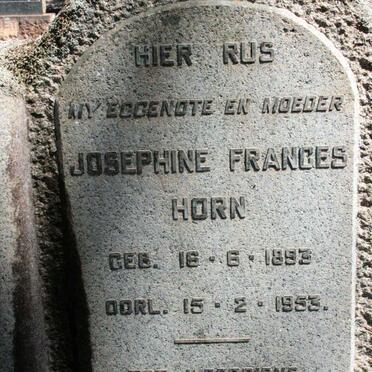 HIER RUS
MY EGGENOTE EN MOEDER
JOSEPHINE FRANCES
HORN
GEB. 16 · 6 · 1893
OORL. 15 · 2 · 1953.